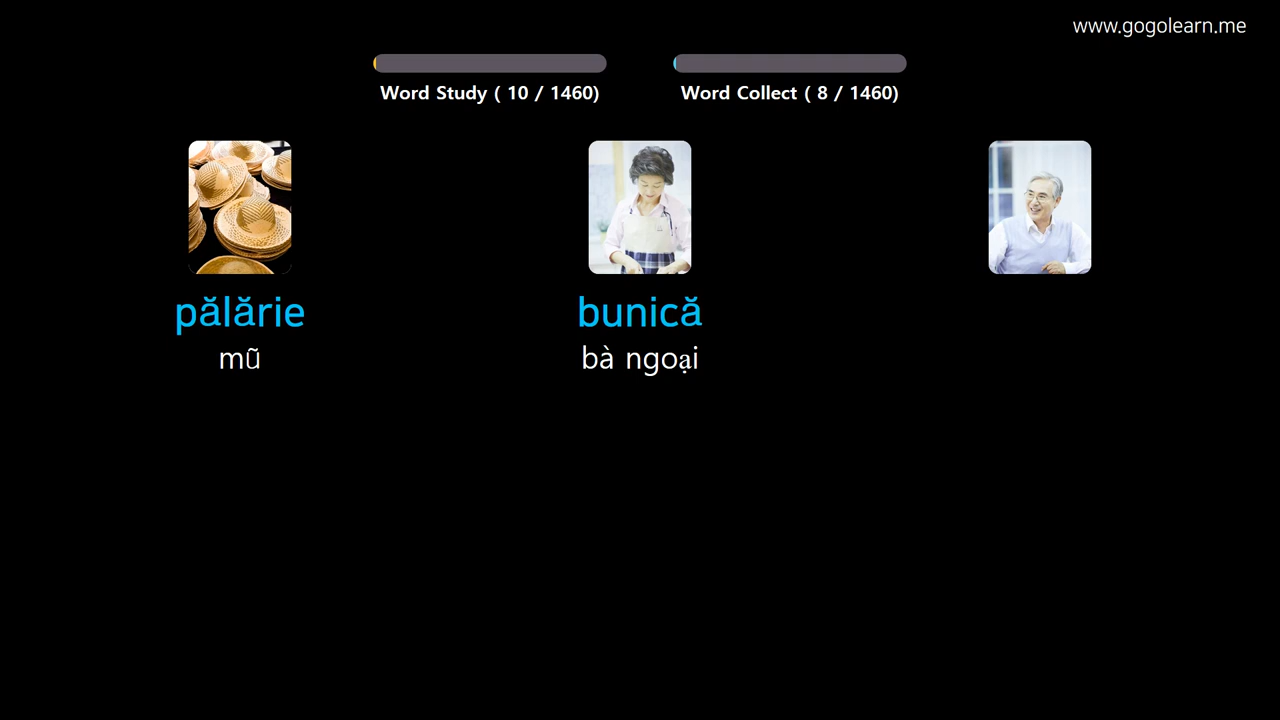 www.gogolearn.me
Word Study ( 10 / 1460)
Word Collect ( 8 / 1460)
pălărie
mũ
bunică
bà ngoại